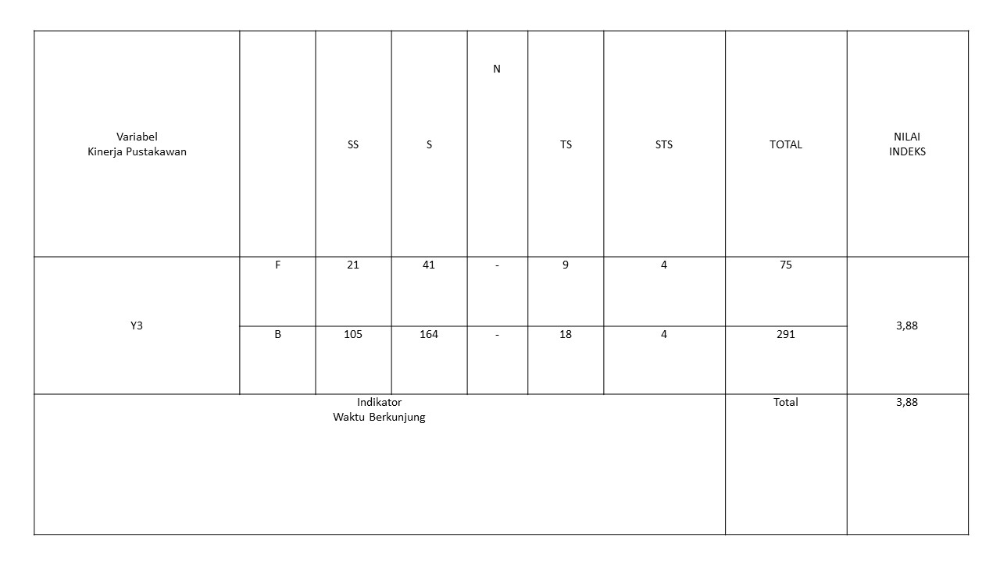 Variabel
Kinerja Pustakawan
SS
S
N
TS
STS
TOTAL
NILAI
INDEKS
Y3
F
21
41
-
9
4
75
3,88
B
105
164
-
18
4
291
Indikator
Waktu Berkunjung
Total
3,88